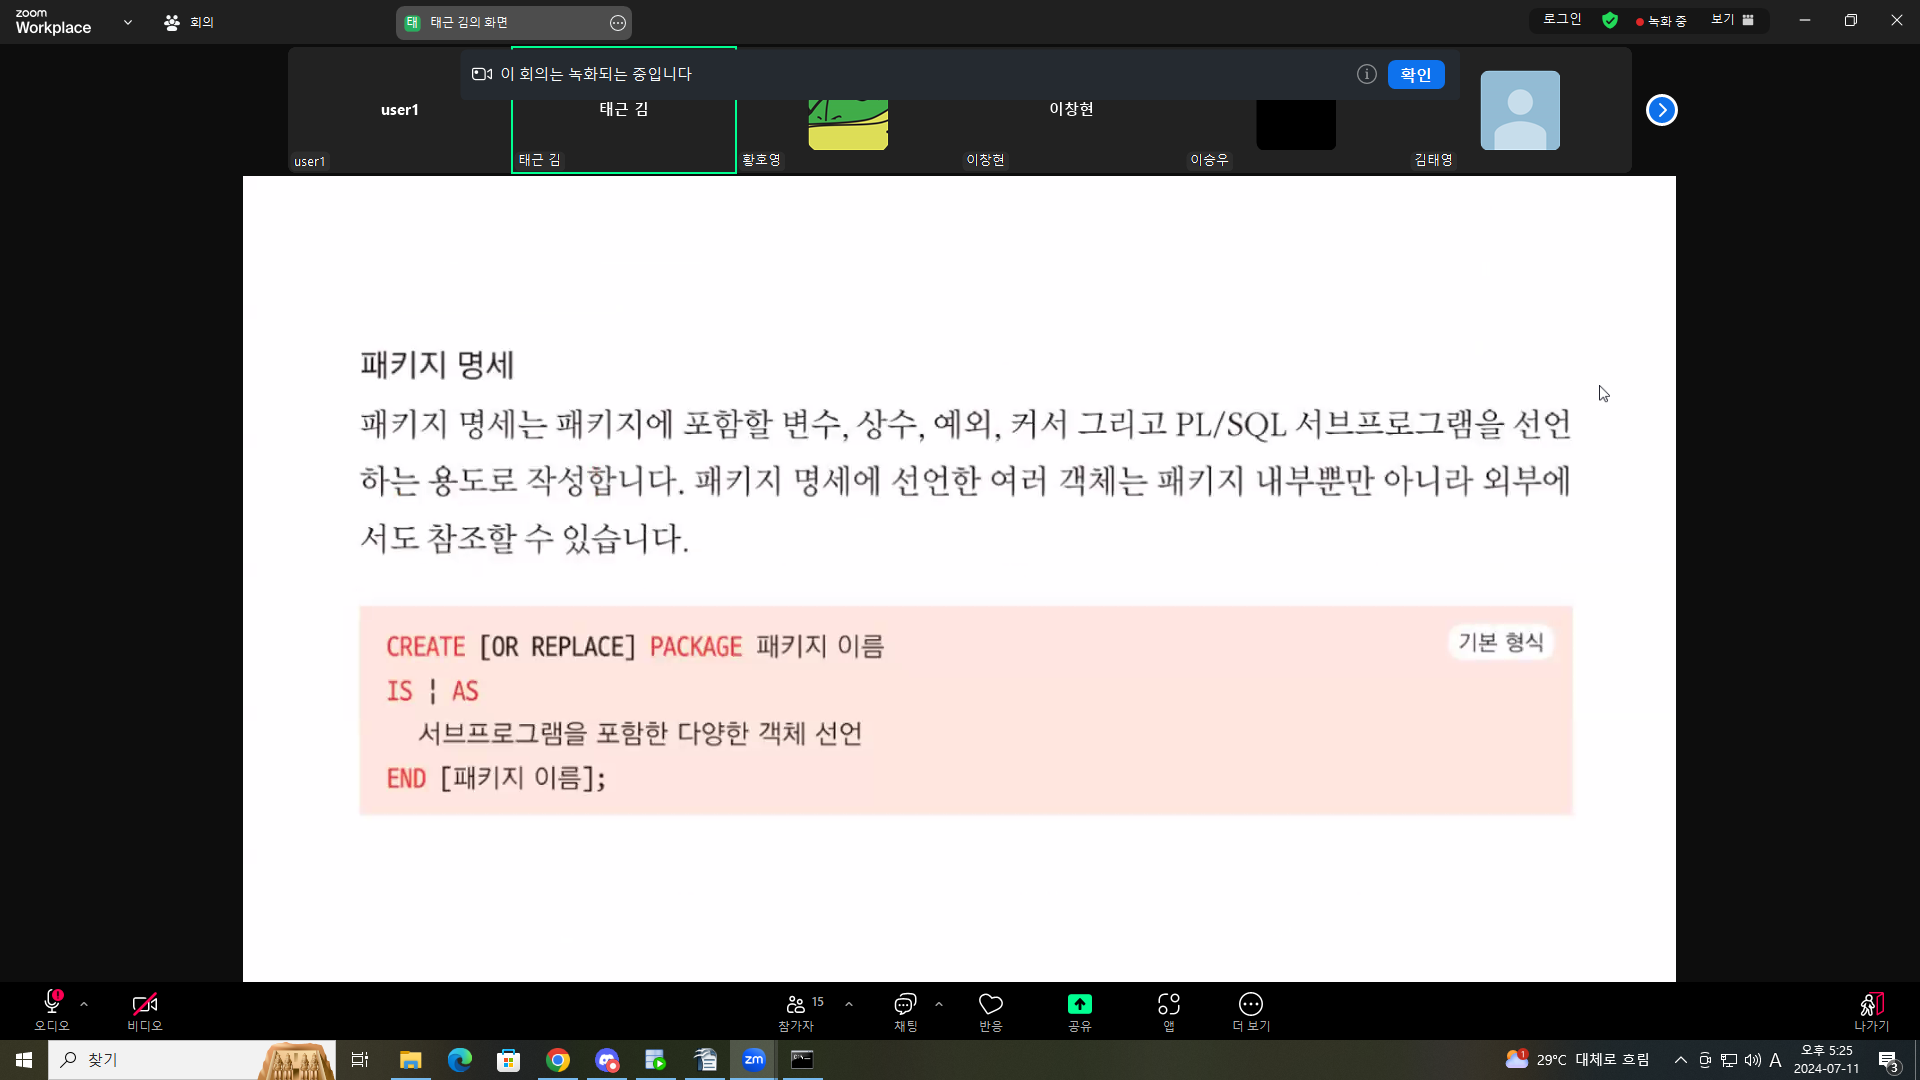 zoom
Workplace
회의
태 태근 김의 화면
로그인
녹화 중
보기
이 회의는 녹화되는 중입니다
확인
user1
태근 김
이창현
user1
태근 김
황호영
이창현
이승우
김태영
패키지 명세
패키지 명세는 패키지에 포함할 변수, 상수, 예외, 커서 그리고 PL/SQL 서브프로그램을 선언
하는 용도로 작성합니다. 패키지 명세에 선언한 여러 객체는 패키지 내부뿐만 아니라 외부에
서도 참조할 수 있습니다.
CREATE [OR REPLACE] PACKAGE 패키지 이름
기본 형식
IS ¦ AS
서브프로그램을 포함한 다양한 객체 선언
END [패키지 이름];
오디오
비디오
참가자
15
채팅
반응
공유
앱
더 보기
나가기
찾기
zm
1
29°C 대체로 흐림
A
오후 5:25
2024-07-11
3